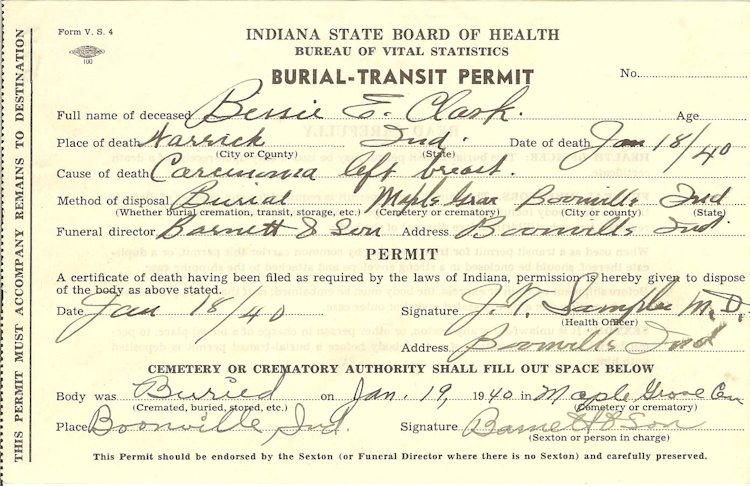 Form V. S. 4
100
INDIANA STATE BOARD OF HEALTH
BUREAU OF VITAL STATISTICS
BURIAL-TRANSIT PERMIT
No.
Full name of deceased Bessie E. Clark. Age
Place of death Warrick Ind. Date of death Jan 18/40
(City or County) (State)
Cause of death Carcinoma left breast.
Method of disposal Burial Maple Grov Boonville Ind
(Whether burial cremation, transit, storage, etc.) (Cemetery or crematory) (City or county) (State)
Funeral director Barnett & Son Address Boonville Ind.
PERMIT
A certificate of death having been filed as required by the laws of Indiana, permission is hereby given to dispose
of the body as above stated.
Date Jan 18/40 Signature J. T. Samples M. D.
(Health Officer)
Address Boonville Ind
CEMETERY OR CREMATORY AUTHORITY SHALL FILL OUT SPACE BELOW
Body was Buried on Jan. 19, 1940 in Maple Grove Cem
(Cremated, buried, stored, etc.) (Cemetery or crematory)
Place Boonville, Ind. Signature Barnett & Son
(Sexton or person in charge)
This Permit should be endorsed by the Sexton (or Funeral Director where there is no Sexton) and carefully preserved.
THIS PERMIT MUST ACCOMPANY REMAINS TO DESTINATION